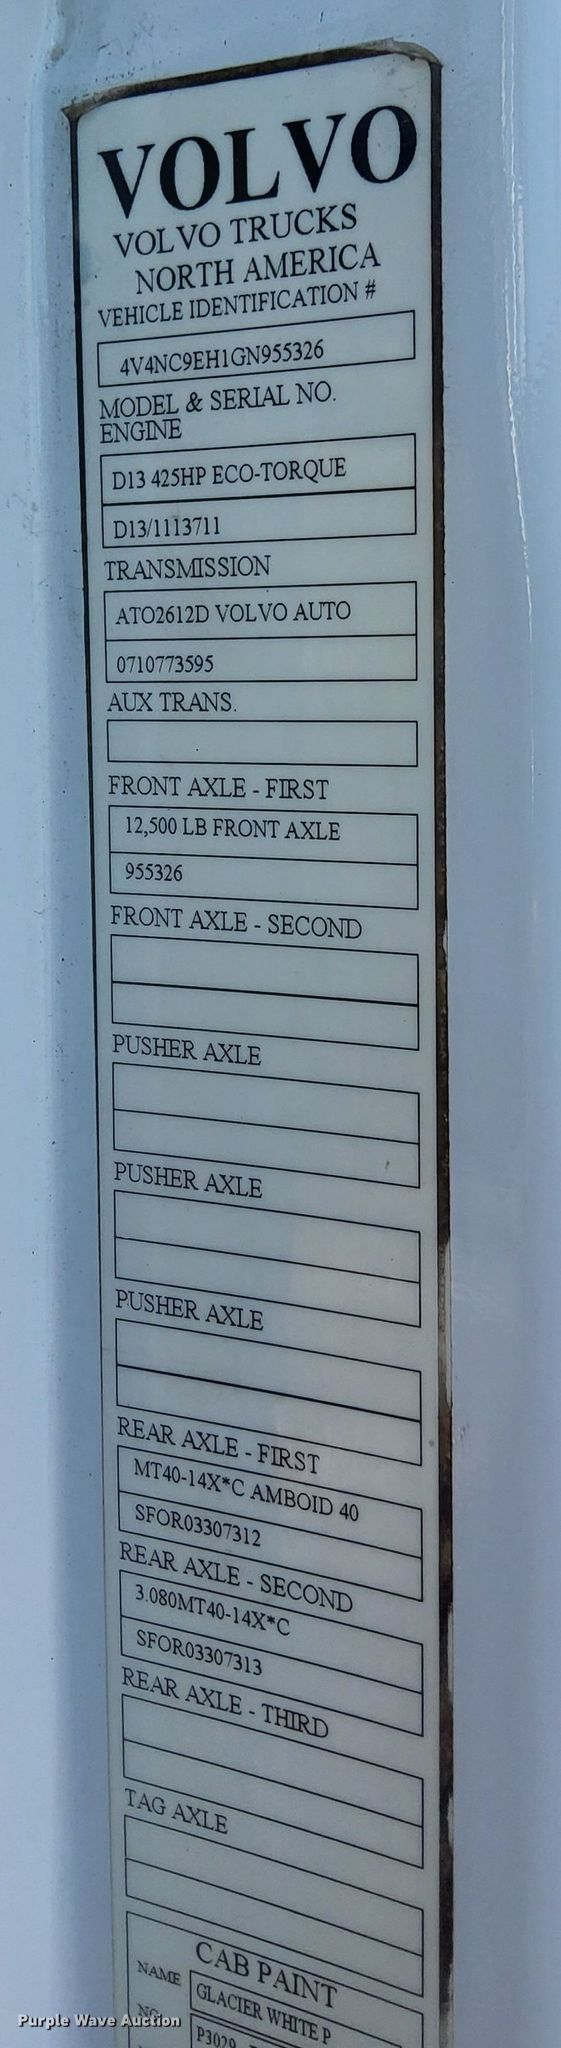 VOLVO
VOLVO TRUCKS
NORTH AMERICA
VEHICLE IDENTIFICATION #
4V4NC9EH1GN955326
MODEL & SERIAL NO.
ENGINE
D13 425HP ECO-TORQUE
D13/1113711
TRANSMISSION
ATO2612D VOLVO AUTO
0710773595
AUX TRANS.
FRONT AXLE - FIRST
12,500 LB FRONT AXLE
955326
FRONT AXLE - SECOND
PUSHER AXLE
PUSHER AXLE
PUSHER AXLE
REAR AXLE - FIRST
MT40-14X*C AMBOID 40
SFOR03307312
REAR AXLE - SECOND
3.080MT40-14X*C
SFOR03307313
REAR AXLE - THIRD
TAG AXLE
CAB PAINT
NAME GLACIER WHITE P
NO. P3029
Purple Wave Auction